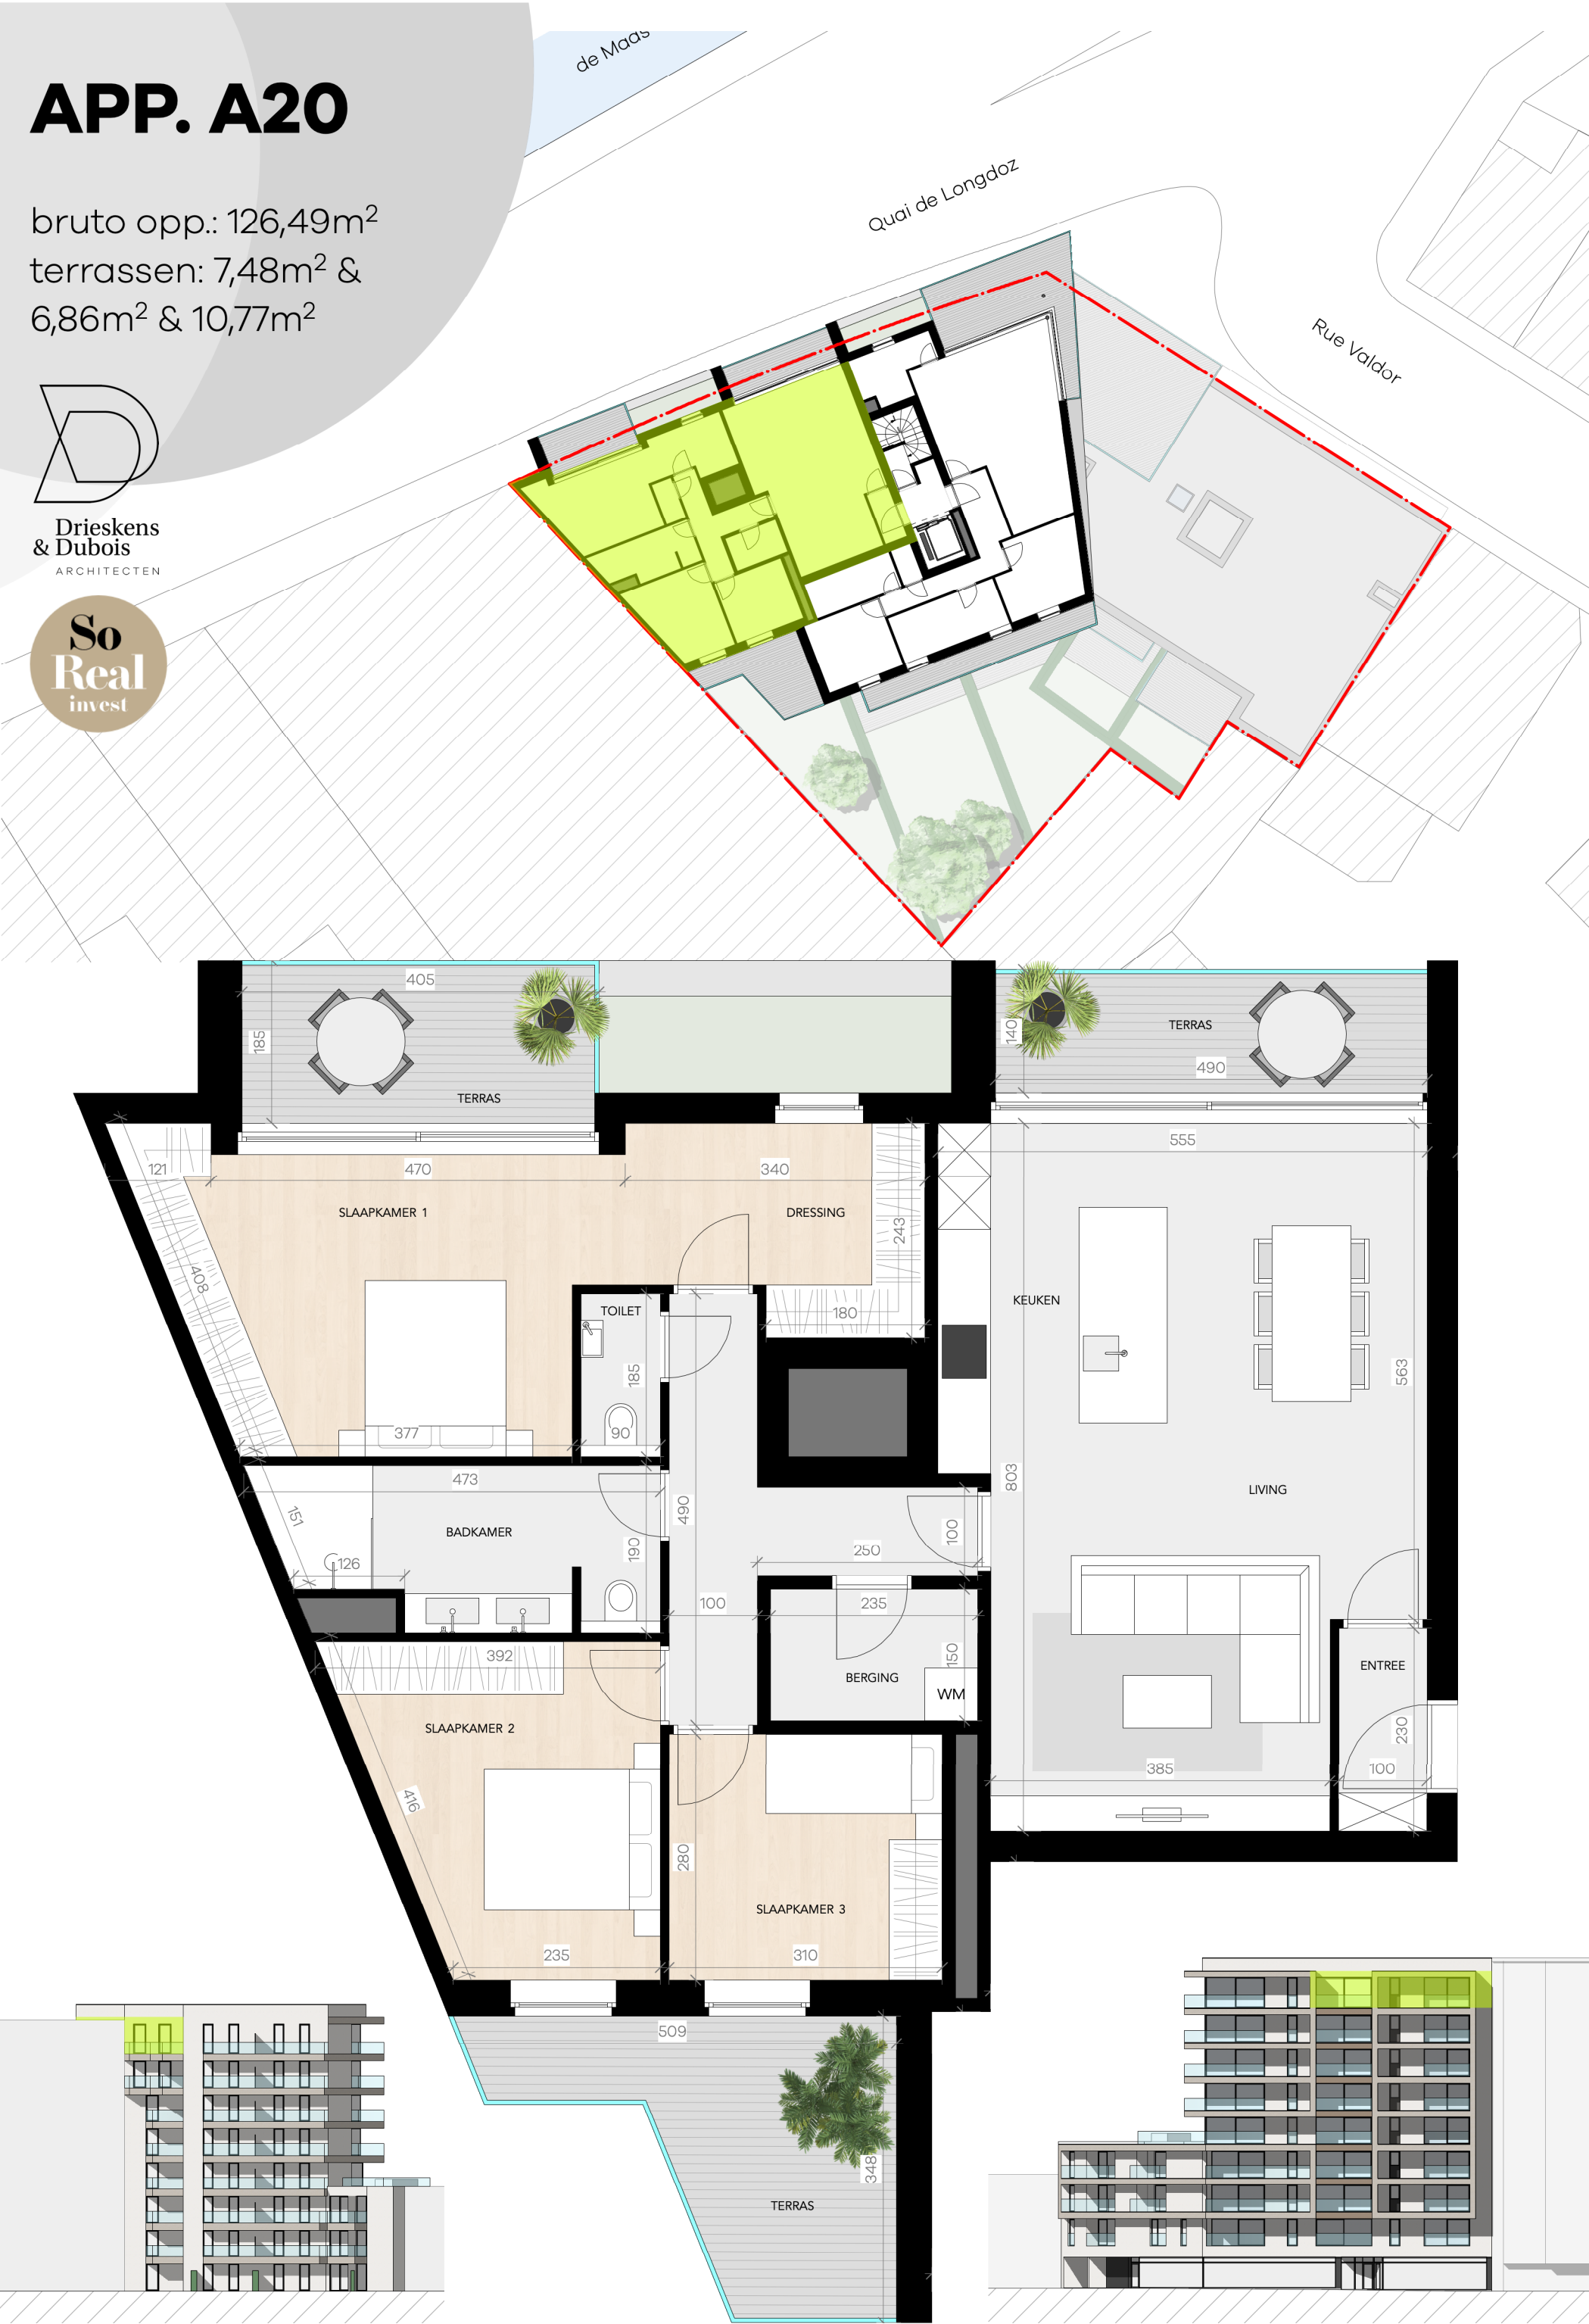 de Maas
APP. A20
Quai de Longdoz
bruto opp.: 126,49m²
terrassen: 7,48m² &
6,86m² & 10,77m²
Rue Valdor
Drieskens
& Dubois
ARCHITECTEN
So
Real
invest
405
185
TERRAS
140
TERRAS
490
121
470
340
555
SLAAPKAMER 1
DRESSING
243
408
KEUKEN
TOILET
180
185
563
377
90
473
803
LIVING
151
490
BADKAMER
190
100
126
250
100
235
392
150
ENTREE
BERGING
WM
SLAAPKAMER 2
230
385
100
416
280
SLAAPKAMER 3
235
310
509
348
TERRAS